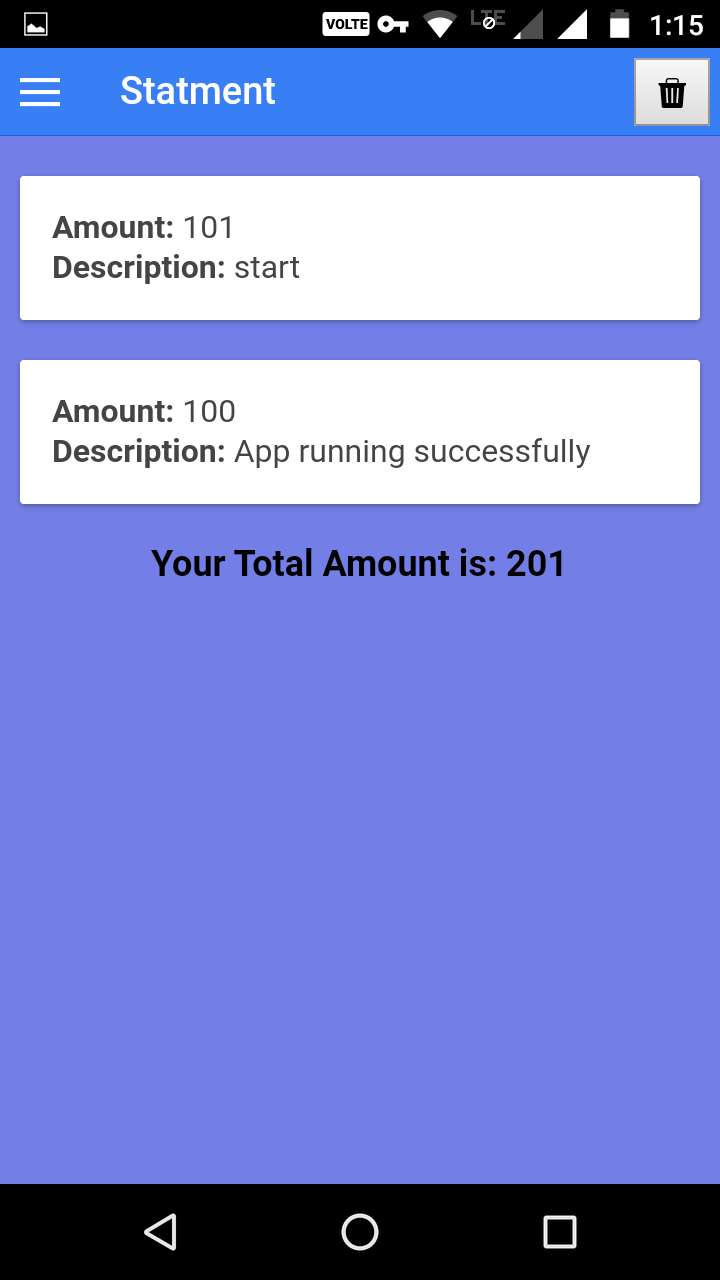 VOLTE LTE 1:15
Statment
Amount: 101
Description: start
Amount: 100
Description: App running successfully
Your Total Amount is: 201